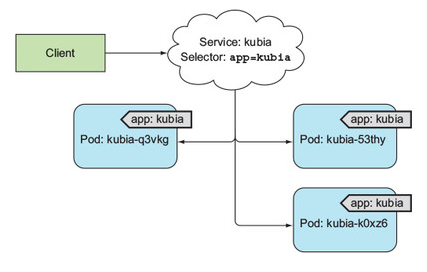 Client
Service: kubia
Selector: app=kubia
app: kubia
Pod: kubia-q3vkg
app: kubia
Pod: kubia-53thy
app: kubia
Pod: kubia-k0xz6